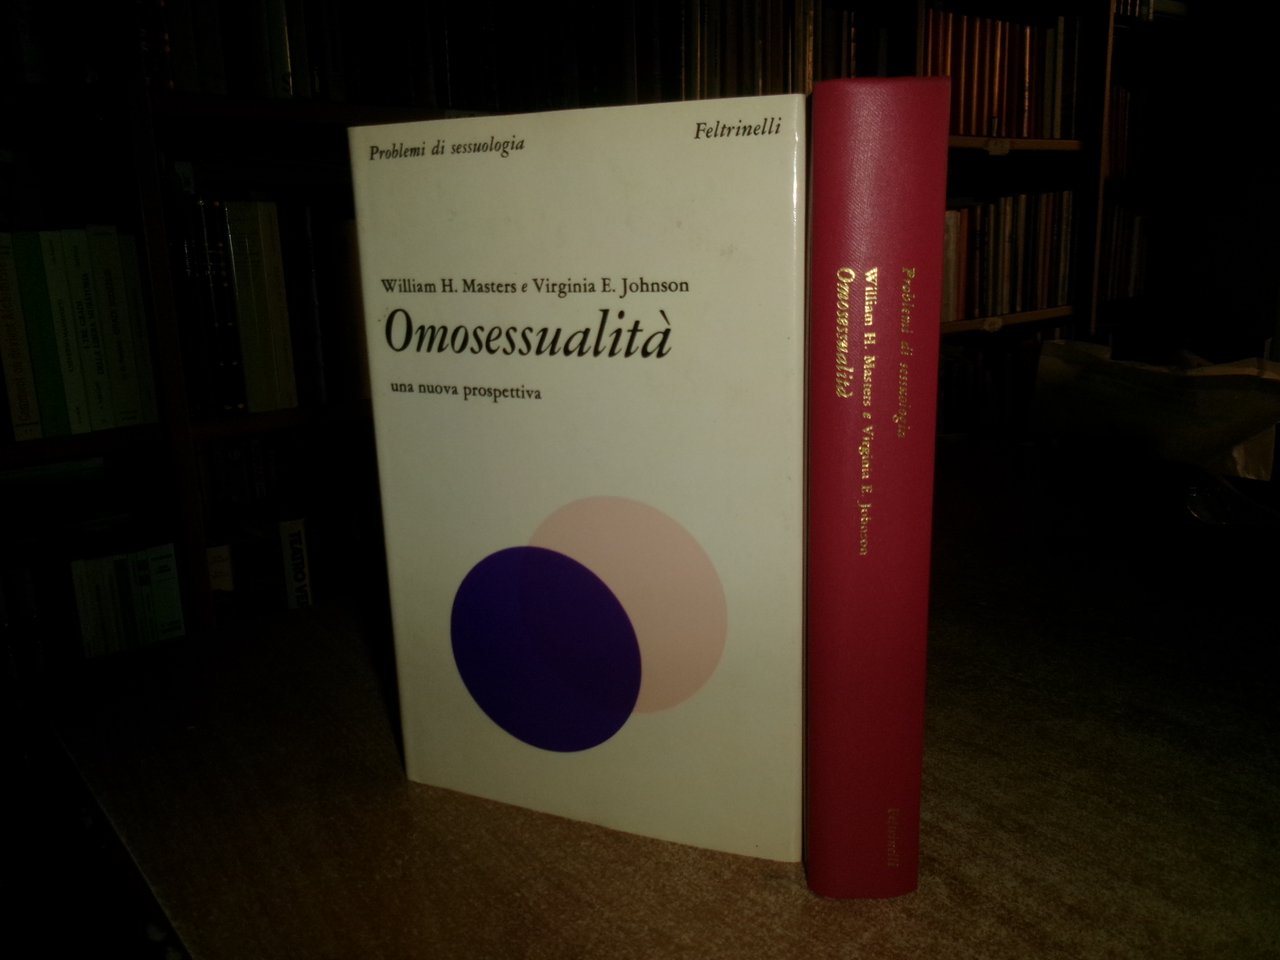 Problemi di sessuologia
Feltrinelli
William H. Masters e Virginia E. Johnson
Omosessualità
una nuova prospettiva
Problemi di sessuologia
William H. Masters e Virginia E. Johnson
Omosessualità
Feltrinelli